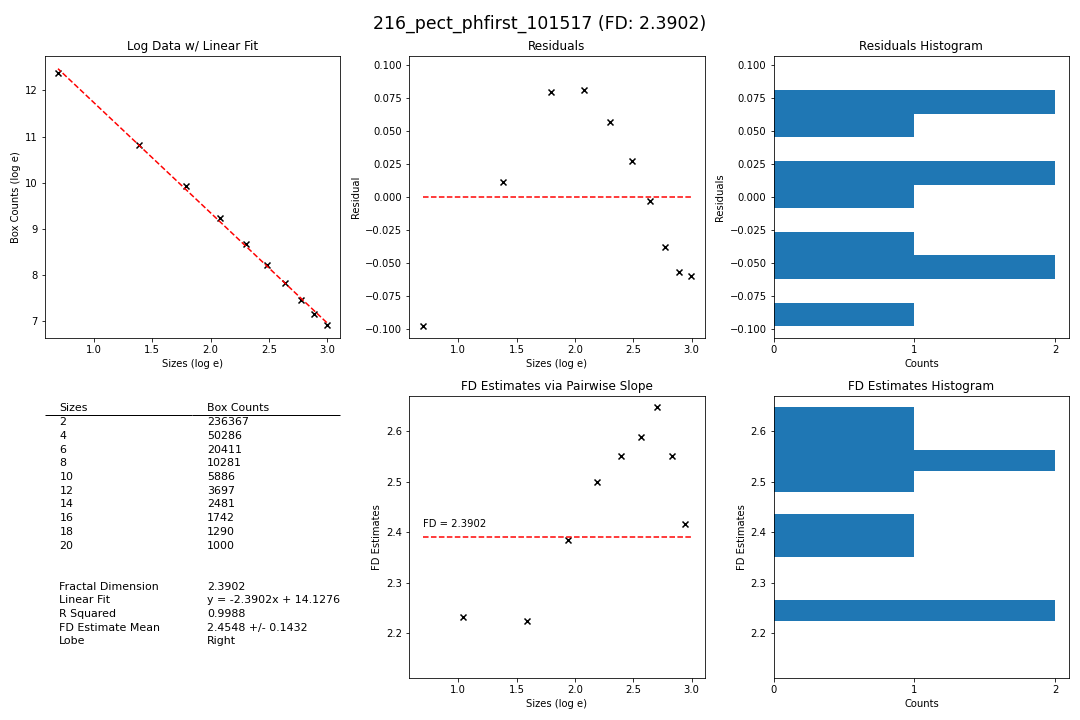 216_pect_phfirst_101517 (FD: 2.3902)
Log Data w/ Linear Fit
Box Counts (log e)
12
11
10
9
8
7
1.0 1.5 2.0 2.5 3.0
Sizes (log e)
Residuals
Residual
0.100
0.075
0.050
0.025
0.000
−0.025
−0.050
−0.075
−0.100
1.0 1.5 2.0 2.5 3.0
Sizes (log e)
Residuals Histogram
Residuals
0.100
0.075
0.050
0.025
0.000
−0.025
−0.050
−0.075
−0.100
0 1 2
Counts
Sizes Box Counts
2 236367
4 50286
6 20411
8 10281
10 5886
12 3697
14 2481
16 1742
18 1290
20 1000
Fractal Dimension 2.3902
Linear Fit y = -2.3902x + 14.1276
R Squared 0.9988
FD Estimate Mean 2.4548 +/- 0.1432
Lobe Right
FD Estimates via Pairwise Slope
FD Estimates
2.6
2.5
2.4
2.3
2.2
FD = 2.3902
1.0 1.5 2.0 2.5 3.0
Sizes (log e)
FD Estimates Histogram
FD Estimates
2.6
2.5
2.4
2.3
2.2
0 1 2
Counts